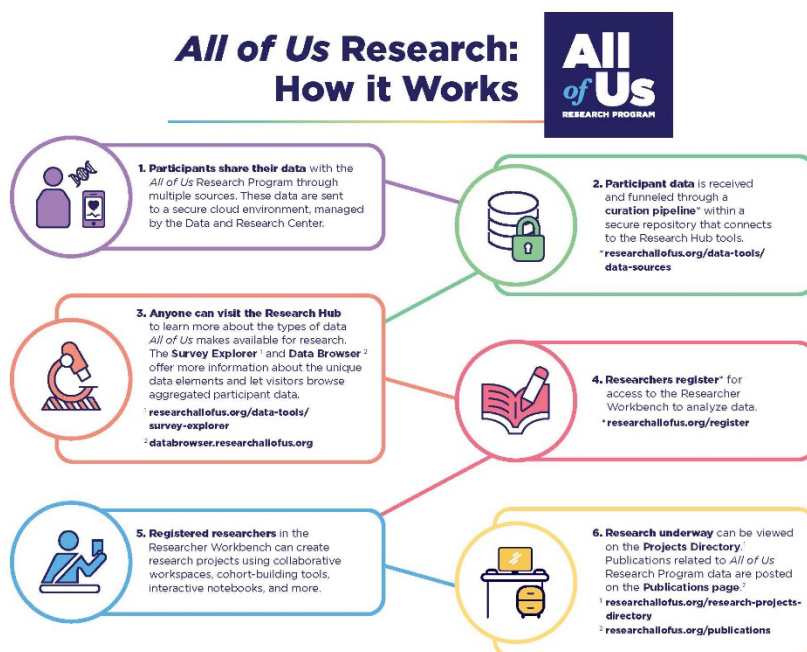 All of Us Research:
How it Works
All
of Us
RESEARCH PROGRAM
1. Participants share their data with the
All of Us Research Program through
multiple sources. These data are sent
to a secure cloud environment, managed
by the Data and Research Center.
2. Participant data is received
and funneled through a
curation pipeline* within a
secure repository that connects
to the Research Hub tools.
*researchallofus.org/data-tools/
data-sources
3. Anyone can visit the Research Hub
to learn more about the types of data
All of Us makes available for research.
The Survey Explorer ¹ and Data Browser ²
offer more information about the unique
data elements and let visitors browse
aggregated participant data.
¹ researchallofus.org/data-tools/
survey-explorer
² databrowser.researchallofus.org
4. Researchers register* for
access to the Researcher
Workbench to analyze data.
*researchallofus.org/register
5. Registered researchers in the
Researcher Workbench can create
research projects using collaborative
workspaces, cohort-building tools,
interactive notebooks, and more.
6. Research underway can be viewed
on the Projects Directory.¹
Publications related to All of Us
Research Program data are posted
on the Publications page.²
¹ researchallofus.org/research-projects-
directory
² researchallofus.org/publications